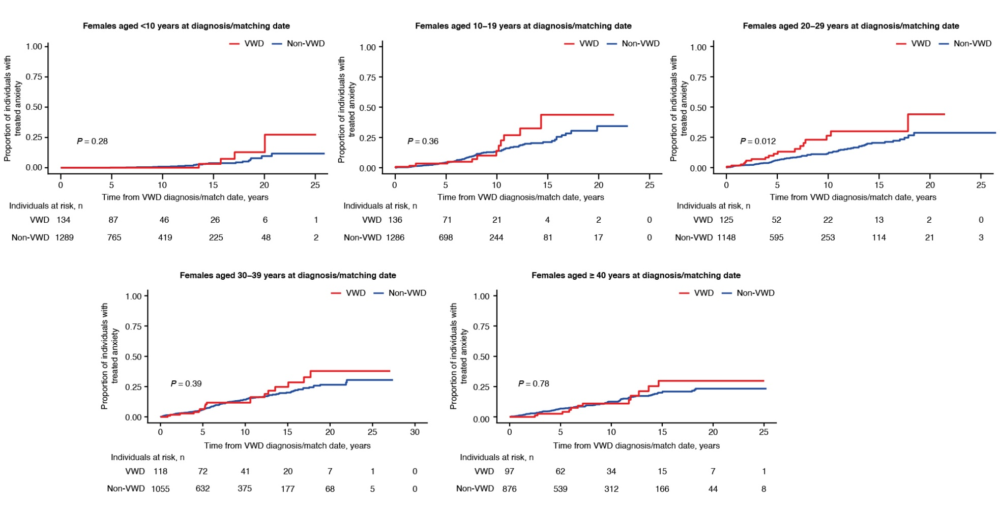 Females aged <10 years at diagnosis/matching date
VWD Non-VWD
Proportion of individuals with
treated anxiety
1.00
0.75
0.50
0.25
0.00
P = 0.28
0 5 10 15 20 25
Time from VWD diagnosis/match date, years
Individuals at risk, n
VWD 134 87 46 26 6 1
Non-VWD 1289 765 419 225 48 2
Females aged 10–19 years at diagnosis/matching date
VWD Non-VWD
Proportion of individuals with
treated anxiety
1.00
0.75
0.50
0.25
0.00
P = 0.36
0 5 10 15 20 25
Time from VWD diagnosis/match date, years
Individuals at risk, n
VWD 136 71 21 4 2 0
Non-VWD 1286 698 244 81 17 0
Females aged 20–29 years at diagnosis/matching date
VWD Non-VWD
Proportion of individuals with
treated anxiety
1.00
0.75
0.50
0.25
0.00
P = 0.012
0 5 10 15 20 25
Time from VWD diagnosis/match date, years
Individuals at risk, n
VWD 125 52 22 13 2 0
Non-VWD 1148 595 253 114 21 3
Females aged 30–39 years at diagnosis/matching date
VWD Non-VWD
Proportion of individuals with
treated anxiety
1.00
0.75
0.50
0.25
0.00
P = 0.39
0 5 10 15 20 25 30
Time from VWD diagnosis/match date, years
Individuals at risk, n
VWD 118 72 41 20 7 1 0
Non-VWD 1055 632 375 177 68 5 0
Females aged ≥ 40 years at diagnosis/matching date
VWD Non-VWD
Proportion of individuals with
treated anxiety
1.00
0.75
0.50
0.25
0.00
P = 0.78
0 5 10 15 20 25
Time from VWD diagnosis/match date, years
Individuals at risk, n
VWD 97 62 34 15 7 1
Non-VWD 876 539 312 166 44 8